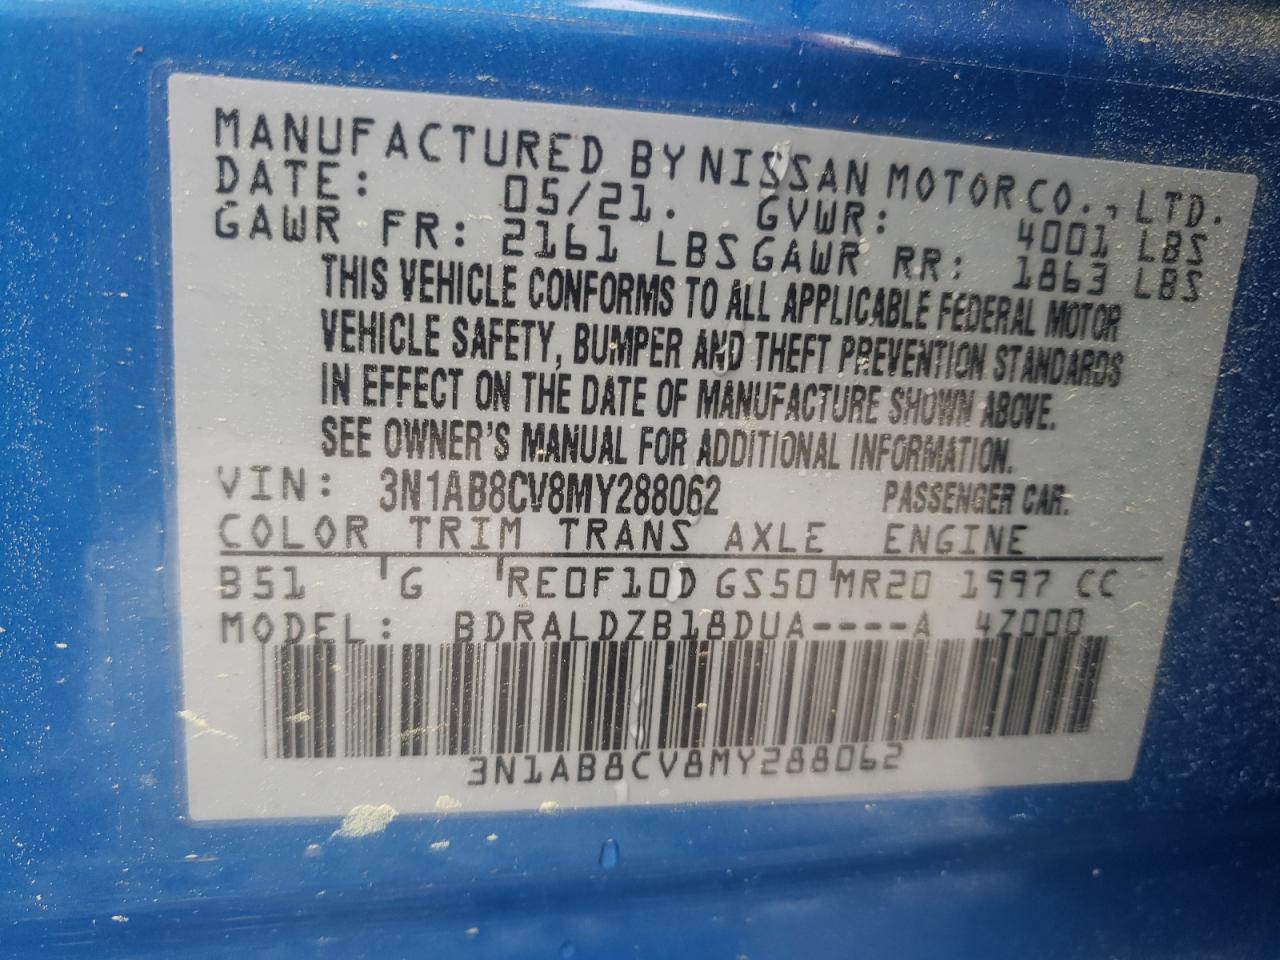 MANUFACTURED BY NISSAN MOTOR CO., LTD.
DATE: 05/21. GVWR: 4001 LBS
GAWR FR: 2161 LBS GAWR RR: 1863 LBS
THIS VEHICLE CONFORMS TO ALL APPLICABLE FEDERAL MOTOR
VEHICLE SAFETY, BUMPER AND THEFT PREVENTION STANDARDS
IN EFFECT ON THE DATE OF MANUFACTURE SHOWN ABOVE.
SEE OWNER'S MANUAL FOR ADDITIONAL INFORMATION.
VIN: 3N1AB8CV8MY288062 PASSENGER CAR.
COLOR TRIM TRANS AXLE ENGINE
B51 G RE0F10D GS50 MR20 1997 CC
MODEL: BDRALDZB18DUA----A 4Z000
3N1AB8CV8MY288062